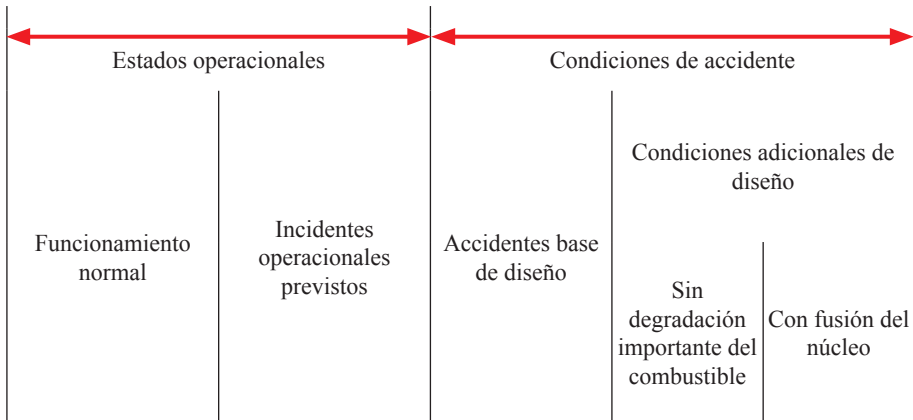 Estados operacionales
Condiciones de accidente
Funcionamiento
normal
Incidentes
operacionales
previstos
Accidentes base
de diseño
Condiciones adicionales de
diseño
Sin
degradación
importante del
combustible
Con fusión del
núcleo